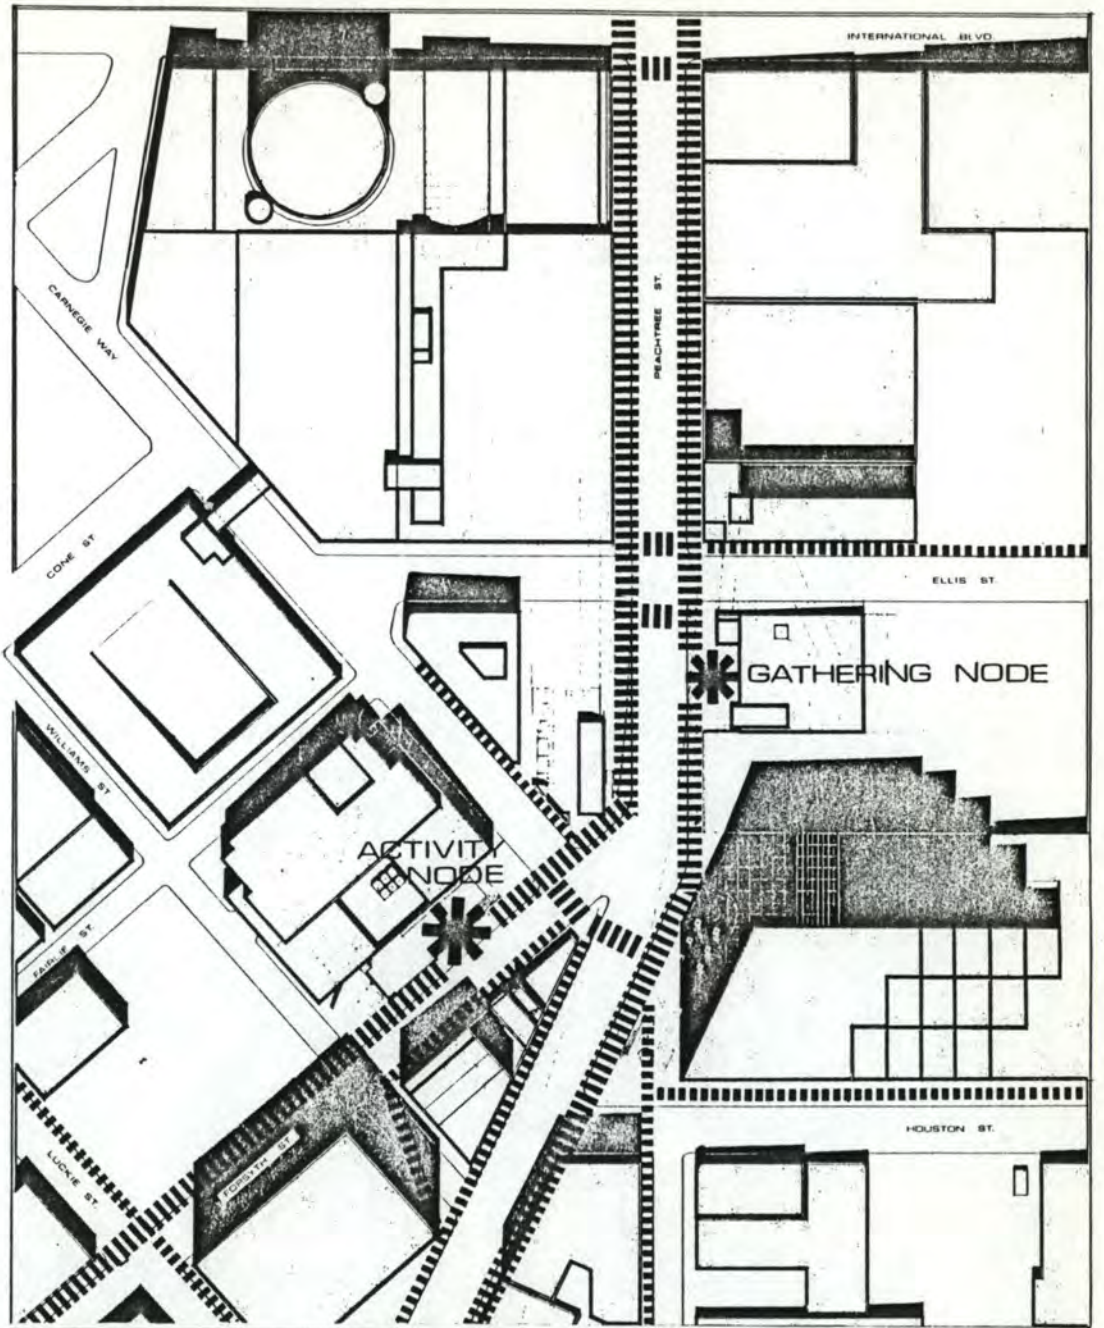 INTERNATIONAL BLVD.
PEACHTREE ST.
CARNEGIE WAY
CONE ST.
ELLIS ST.
GATHERING NODE
WILLIAMS ST.
ACTIVITY
NODE
FAIRLIE ST.
LUCKIE ST.
FORSYTH ST.
HOUSTON ST.